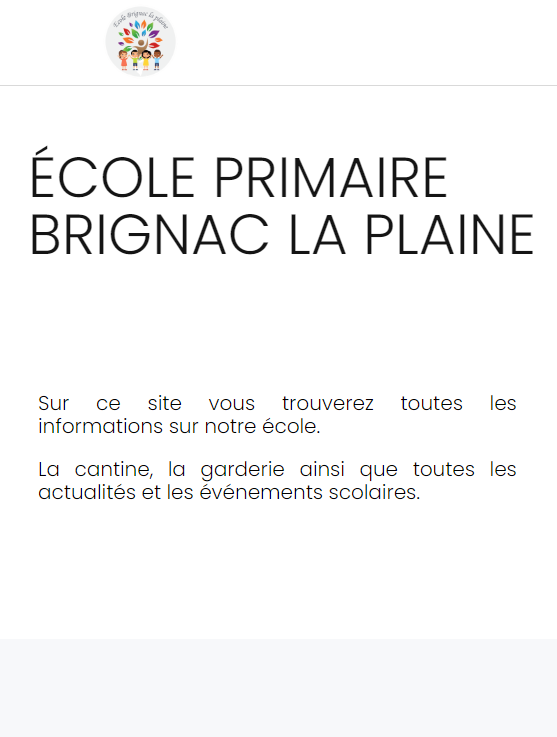 École Brignac la plaine
ÉCOLE PRIMAIRE
BRIGNAC LA PLAINE
Sur ce site vous trouverez toutes les
informations sur notre école.
La cantine, la garderie ainsi que toutes les
actualités et les événements scolaires.